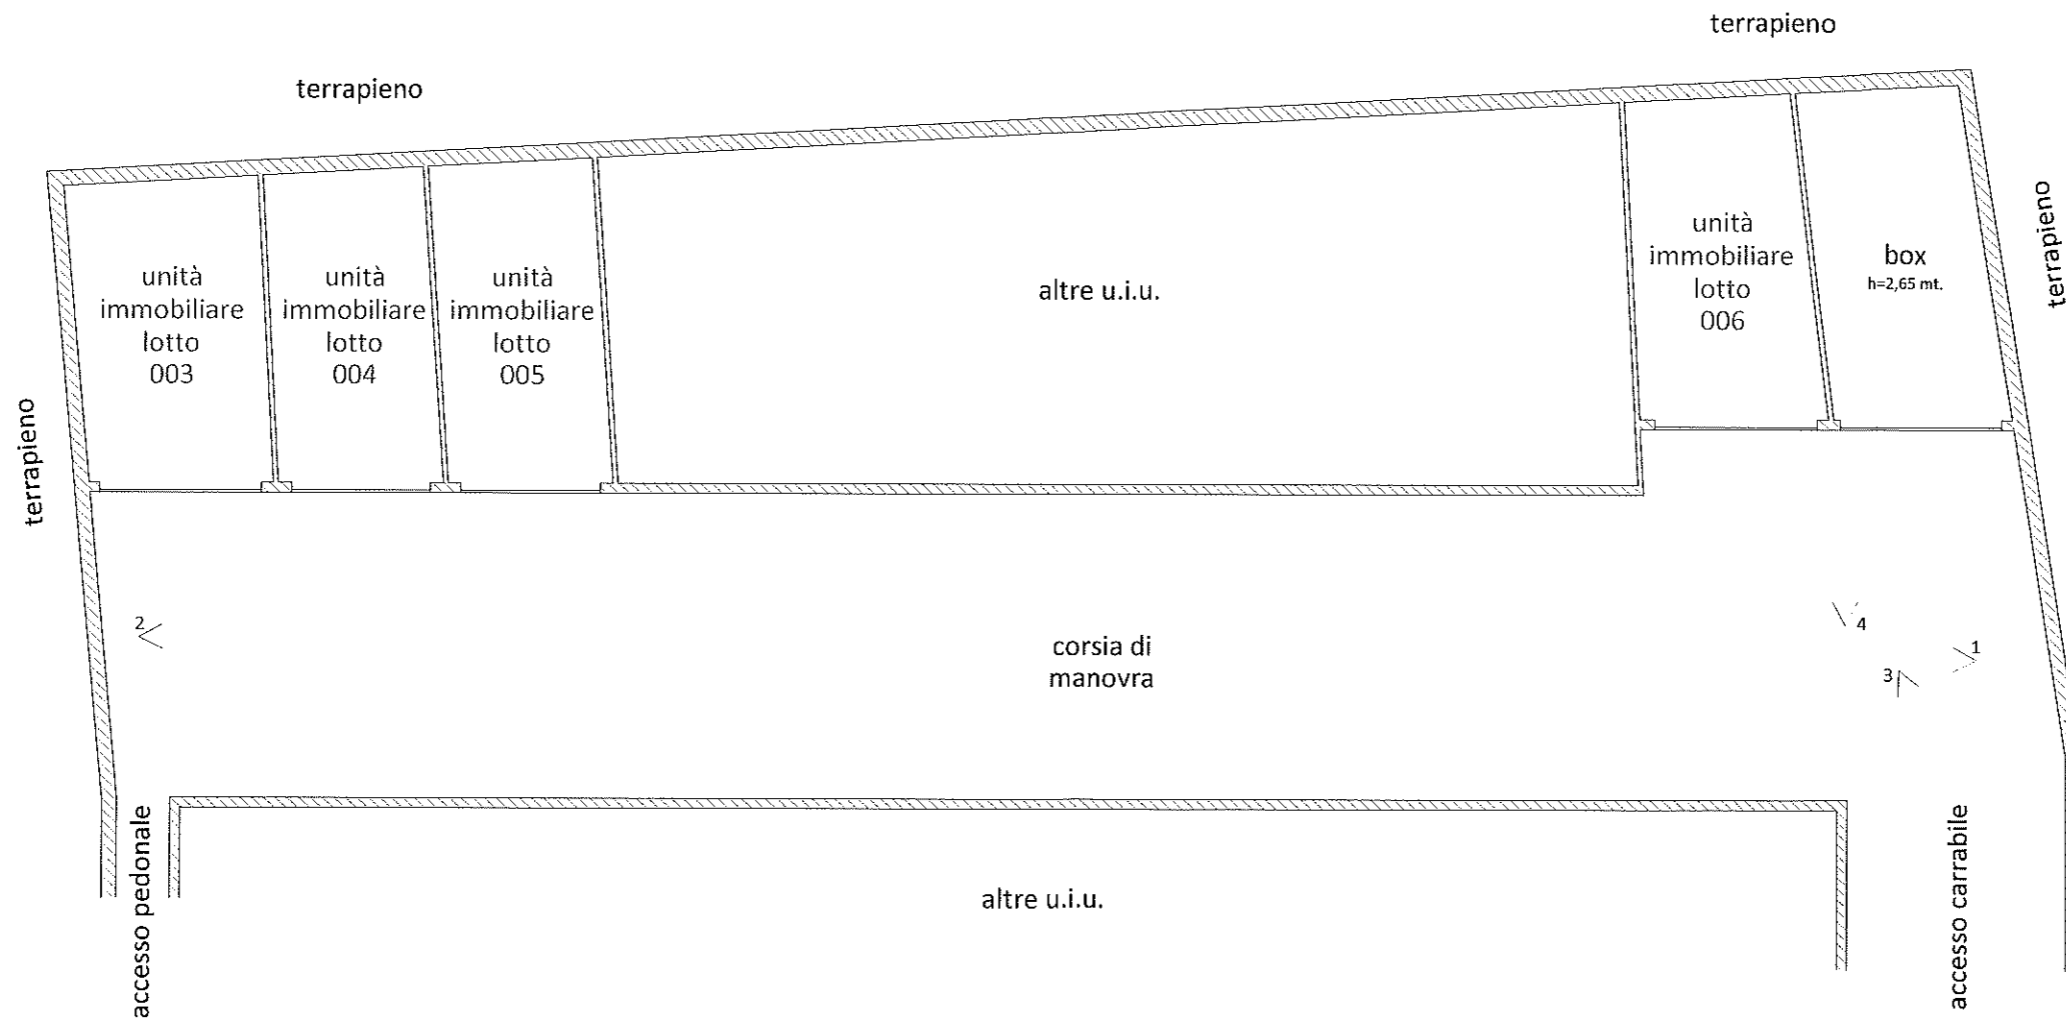 terrapieno
terrapieno
unità
immobiliare
lotto
003
unità
immobiliare
lotto
004
unità
immobiliare
lotto
005
altre u.i.u.
unità
immobiliare
lotto
006
box
h=2,65 mt.
terrapieno
terrapieno
2
corsia di
manovra
4
1
3
accesso pedonale
altre u.i.u.
accesso carrabile